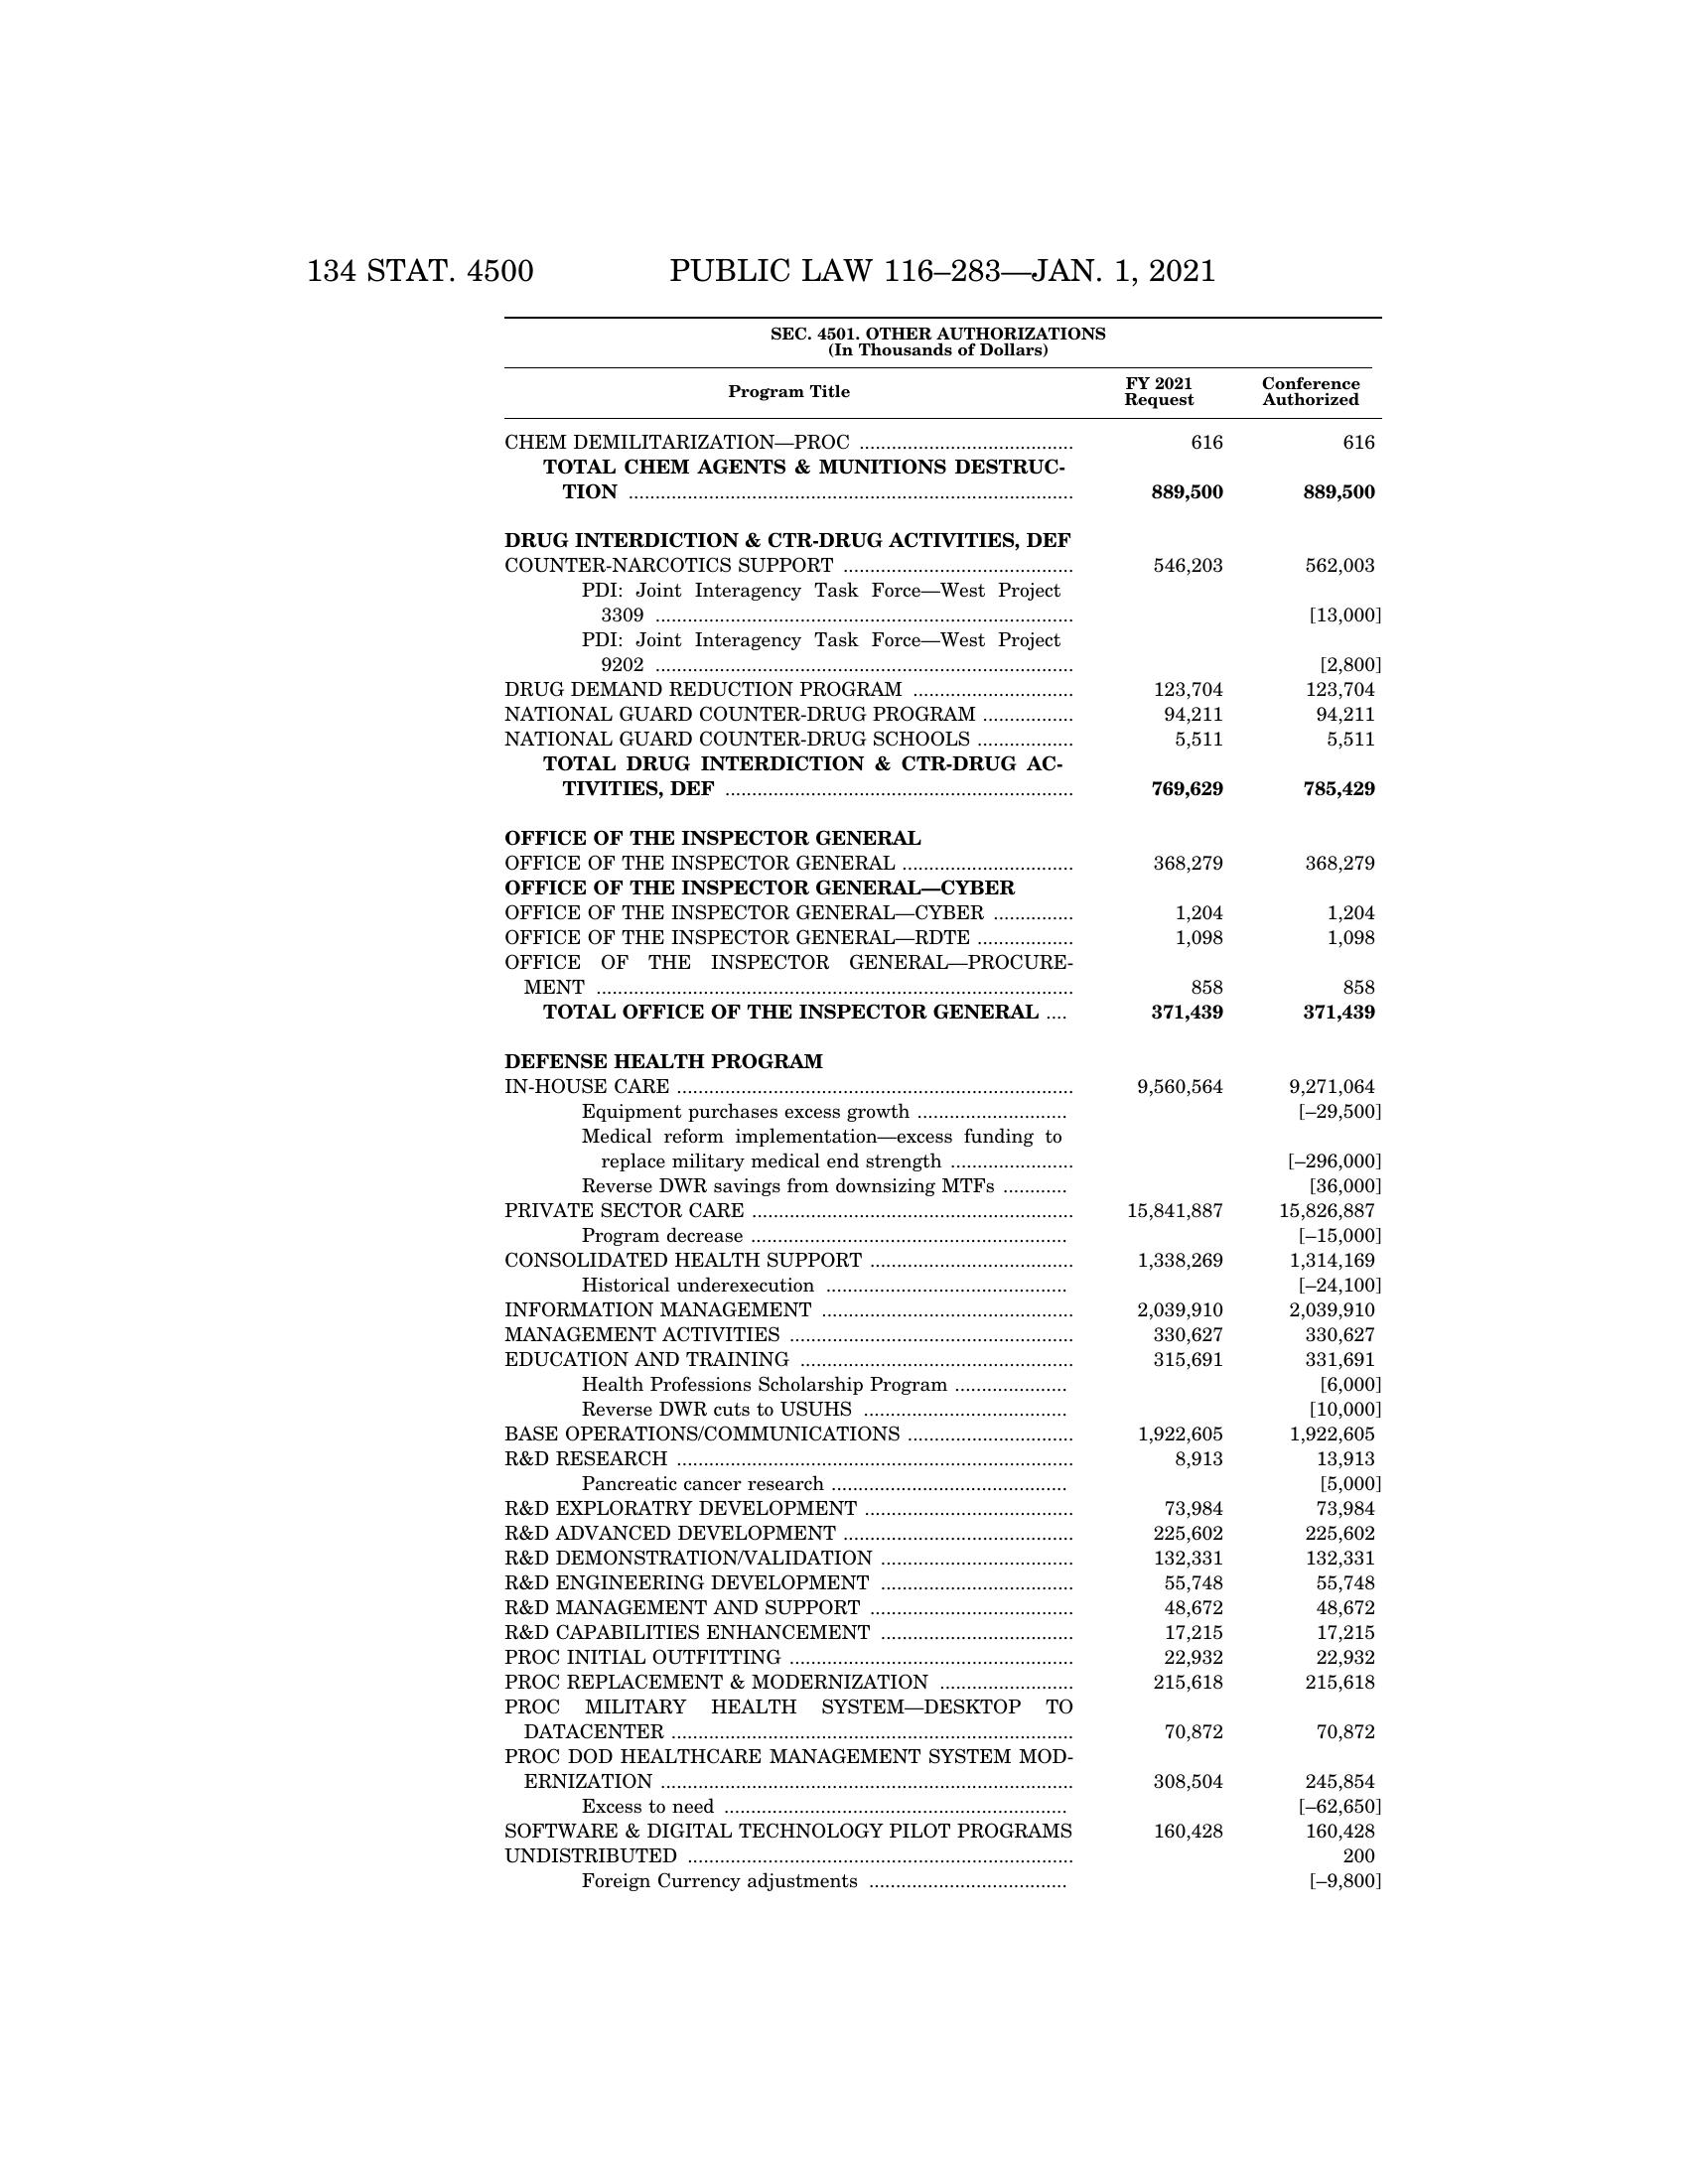 134 STAT. 4500 PUBLIC LAW 116–283—JAN. 1, 2021
SEC. 4501. OTHER AUTHORIZATIONS
(In Thousands of Dollars)
Program Title FY 2021 Request Conference Authorized
CHEM DEMILITARIZATION—PROC ........................................ 616 616
TOTAL CHEM AGENTS & MUNITIONS DESTRUC-
TION ................................................................................... 889,500 889,500
DRUG INTERDICTION & CTR-DRUG ACTIVITIES, DEF
COUNTER-NARCOTICS SUPPORT ........................................... 546,203 562,003
PDI: Joint Interagency Task Force—West Project
3309 .............................................................................. [13,000]
PDI: Joint Interagency Task Force—West Project
9202 .............................................................................. [2,800]
DRUG DEMAND REDUCTION PROGRAM .............................. 123,704 123,704
NATIONAL GUARD COUNTER-DRUG PROGRAM ................. 94,211 94,211
NATIONAL GUARD COUNTER-DRUG SCHOOLS .................. 5,511 5,511
TOTAL DRUG INTERDICTION & CTR-DRUG AC-
TIVITIES, DEF ................................................................. 769,629 785,429
OFFICE OF THE INSPECTOR GENERAL
OFFICE OF THE INSPECTOR GENERAL ................................ 368,279 368,279
OFFICE OF THE INSPECTOR GENERAL—CYBER
OFFICE OF THE INSPECTOR GENERAL—CYBER ............... 1,204 1,204
OFFICE OF THE INSPECTOR GENERAL—RDTE .................. 1,098 1,098
OFFICE OF THE INSPECTOR GENERAL—PROCURE-
MENT ......................................................................................... 858 858
TOTAL OFFICE OF THE INSPECTOR GENERAL .... 371,439 371,439
DEFENSE HEALTH PROGRAM
IN-HOUSE CARE .......................................................................... 9,560,564 9,271,064
Equipment purchases excess growth ............................ [–29,500]
Medical reform implementation—excess funding to
replace military medical end strength ....................... [–296,000]
Reverse DWR savings from downsizing MTFs ............ [36,000]
PRIVATE SECTOR CARE ............................................................ 15,841,887 15,826,887
Program decrease ........................................................... [–15,000]
CONSOLIDATED HEALTH SUPPORT ...................................... 1,338,269 1,314,169
Historical underexecution ............................................. [–24,100]
INFORMATION MANAGEMENT ............................................... 2,039,910 2,039,910
MANAGEMENT ACTIVITIES ..................................................... 330,627 330,627
EDUCATION AND TRAINING ................................................... 315,691 331,691
Health Professions Scholarship Program ..................... [6,000]
Reverse DWR cuts to USUHS ...................................... [10,000]
BASE OPERATIONS/COMMUNICATIONS ............................... 1,922,605 1,922,605
R&D RESEARCH .......................................................................... 8,913 13,913
Pancreatic cancer research ............................................ [5,000]
R&D EXPLORATRY DEVELOPMENT ....................................... 73,984 73,984
R&D ADVANCED DEVELOPMENT ........................................... 225,602 225,602
R&D DEMONSTRATION/VALIDATION .................................... 132,331 132,331
R&D ENGINEERING DEVELOPMENT .................................... 55,748 55,748
R&D MANAGEMENT AND SUPPORT ...................................... 48,672 48,672
R&D CAPABILITIES ENHANCEMENT .................................... 17,215 17,215
PROC INITIAL OUTFITTING ..................................................... 22,932 22,932
PROC REPLACEMENT & MODERNIZATION ......................... 215,618 215,618
PROC MILITARY HEALTH SYSTEM—DESKTOP TO
DATACENTER ........................................................................... 70,872 70,872
PROC DOD HEALTHCARE MANAGEMENT SYSTEM MOD-
ERNIZATION ............................................................................. 308,504 245,854
Excess to need ................................................................ [–62,650]
SOFTWARE & DIGITAL TECHNOLOGY PILOT PROGRAMS 160,428 160,428
UNDISTRIBUTED ........................................................................ 200
Foreign Currency adjustments ..................................... [–9,800]